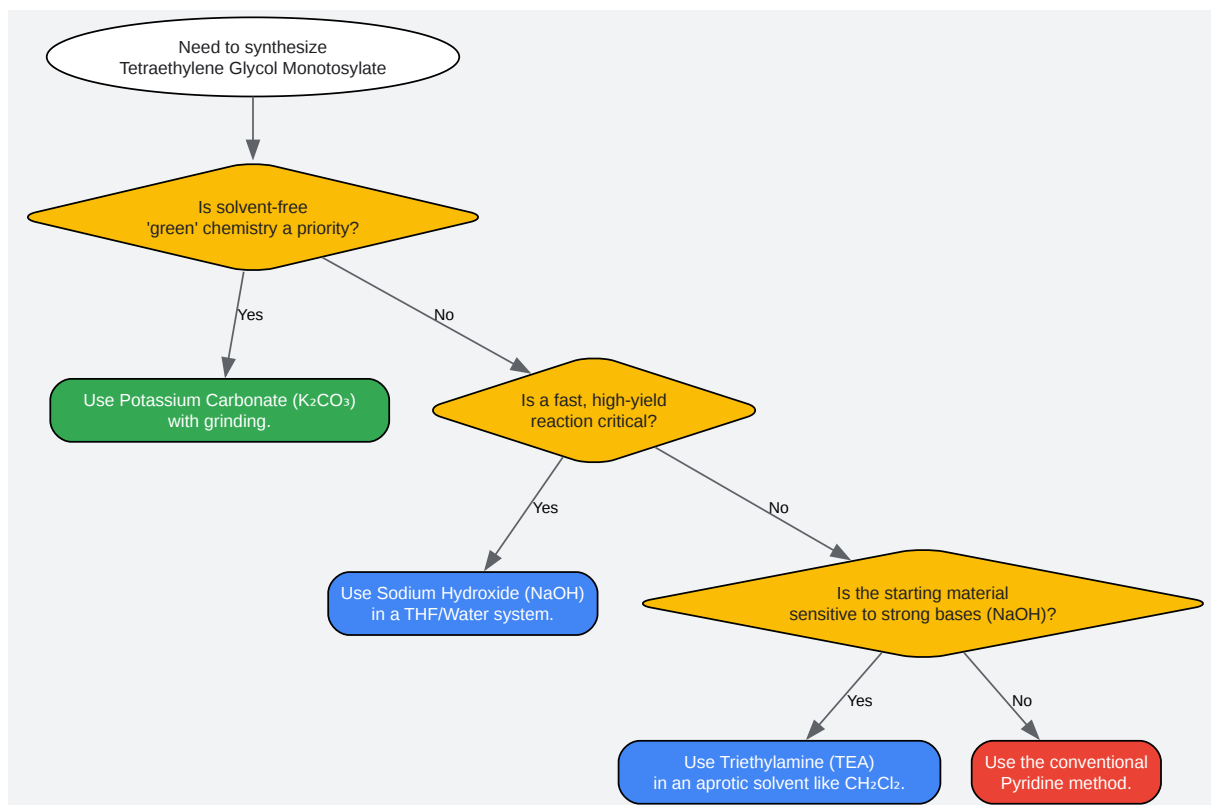 Need to synthesize
Tetraethylene Glycol Monotosylate
Is solvent-free
'green' chemistry a priority?
Yes
No
Use Potassium Carbonate (K₂CO₃)
with grinding.
Is a fast, high-yield
reaction critical?
Yes
No
Use Sodium Hydroxide (NaOH)
in a THF/Water system.
Is the starting material
sensitive to strong bases (NaOH)?
Yes
No
Use Triethylamine (TEA)
in an aprotic solvent like CH₂Cl₂.
Use the conventional
Pyridine method.